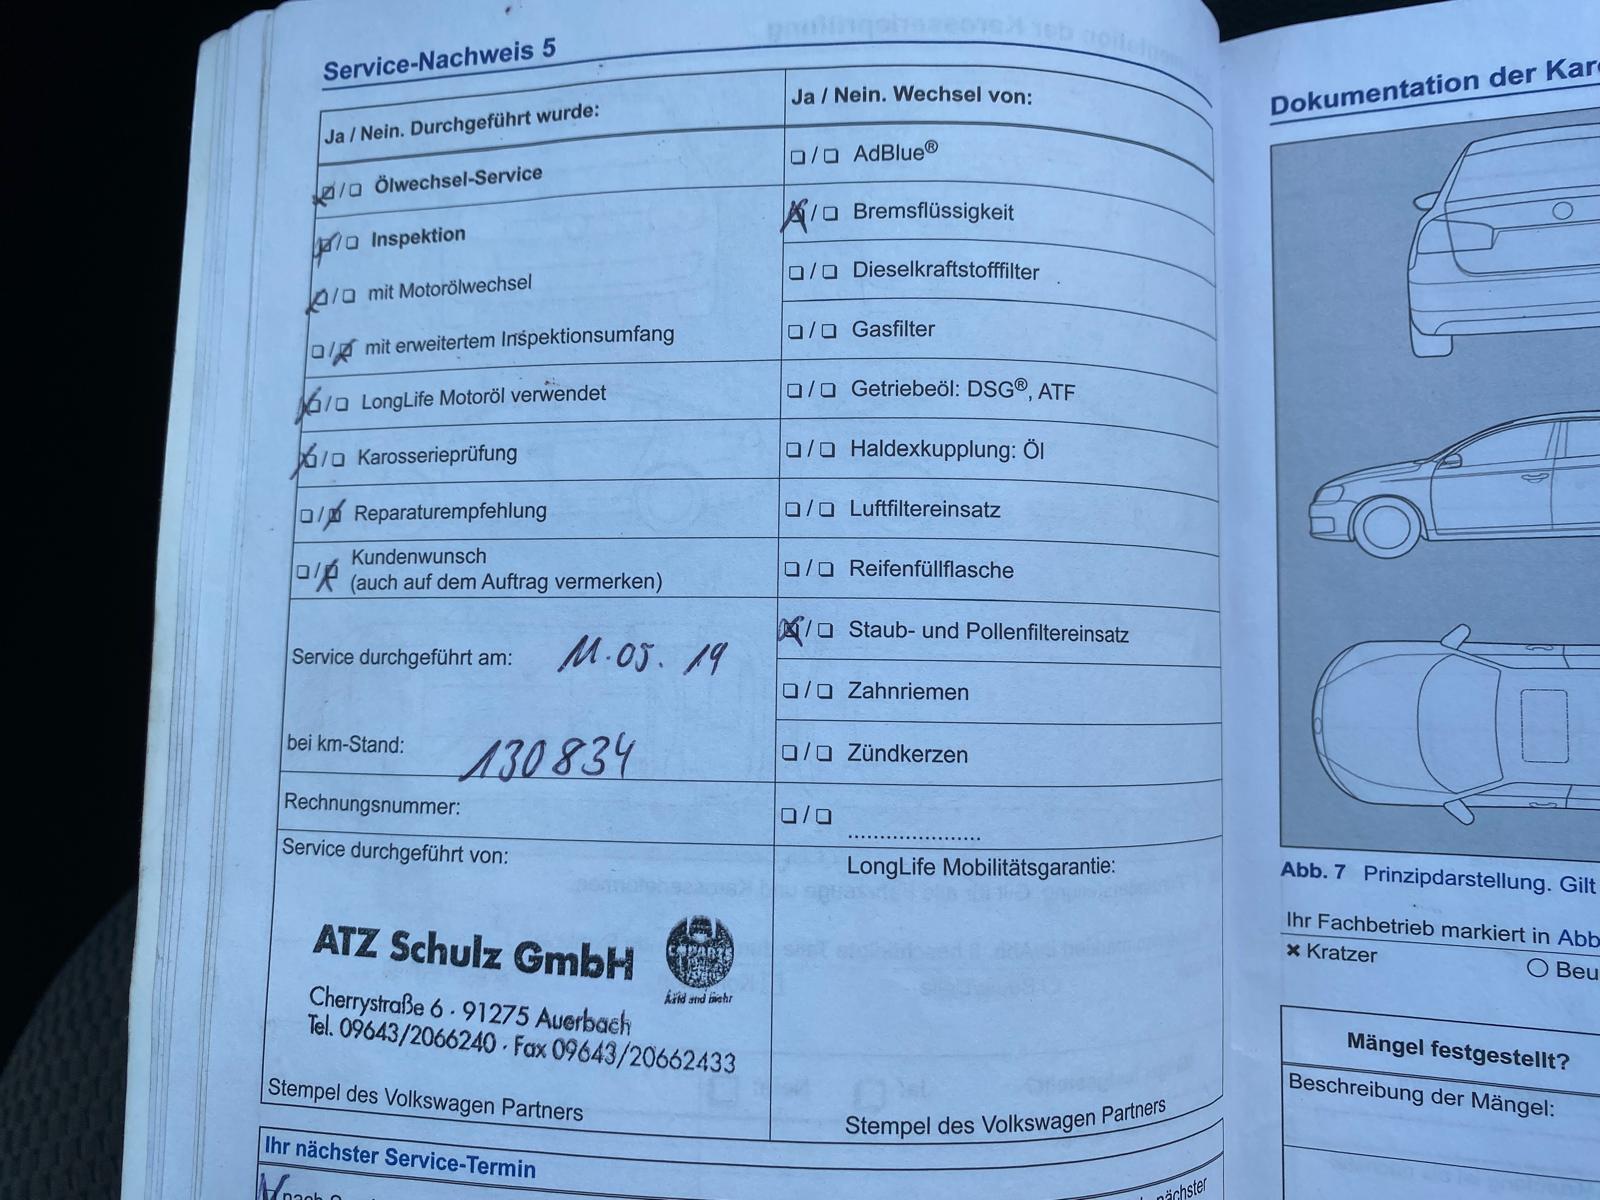 Service-Nachweis 5
Ja / Nein. Durchgeführt wurde:
❏ / ❏ Ölwechsel-Service
❏ / ❏ Inspektion
❏ / ❏ mit Motorölwechsel
❏ / ❏ mit erweitertem Inspektionsumfang
❏ / ❏ LongLife Motoröl verwendet
❏ / ❏ Karosserieprüfung
❏ / ❏ Reparaturempfehlung
❏ / ❏ Kundenwunsch
(auch auf dem Auftrag vermerken)
Service durchgeführt am: 11.05.19
bei km-Stand: 130834
Rechnungsnummer:
Service durchgeführt von:
ATZ Schulz GmbH
Cherrystraße 6 · 91275 Auerbach
Tel. 09643/2066240 · Fax 09643/20662433
Stempel des Volkswagen Partners
Ja / Nein. Wechsel von:
❏ / ❏ AdBlue®
❏ / ❏ Bremsflüssigkeit
❏ / ❏ Dieselkraftstofffilter
❏ / ❏ Gasfilter
❏ / ❏ Getriebeöl: DSG®, ATF
❏ / ❏ Haldexkupplung: Öl
❏ / ❏ Luftfiltereinsatz
❏ / ❏ Reifenfüllflasche
❏ / ❏ Staub- und Pollenfiltereinsatz
❏ / ❏ Zahnriemen
❏ / ❏ Zündkerzen
❏ / ❏ .....................
LongLife Mobilitätsgarantie:
Stempel des Volkswagen Partners
Ihr nächster Service-Termin
nächster
Dokumentation der Kar
Abb. 7 Prinzipdarstellung. Gilt
Ihr Fachbetrieb markiert in Abb
✖ Kratzer
○ Beu
Mängel festgestellt?
Beschreibung der Mängel: